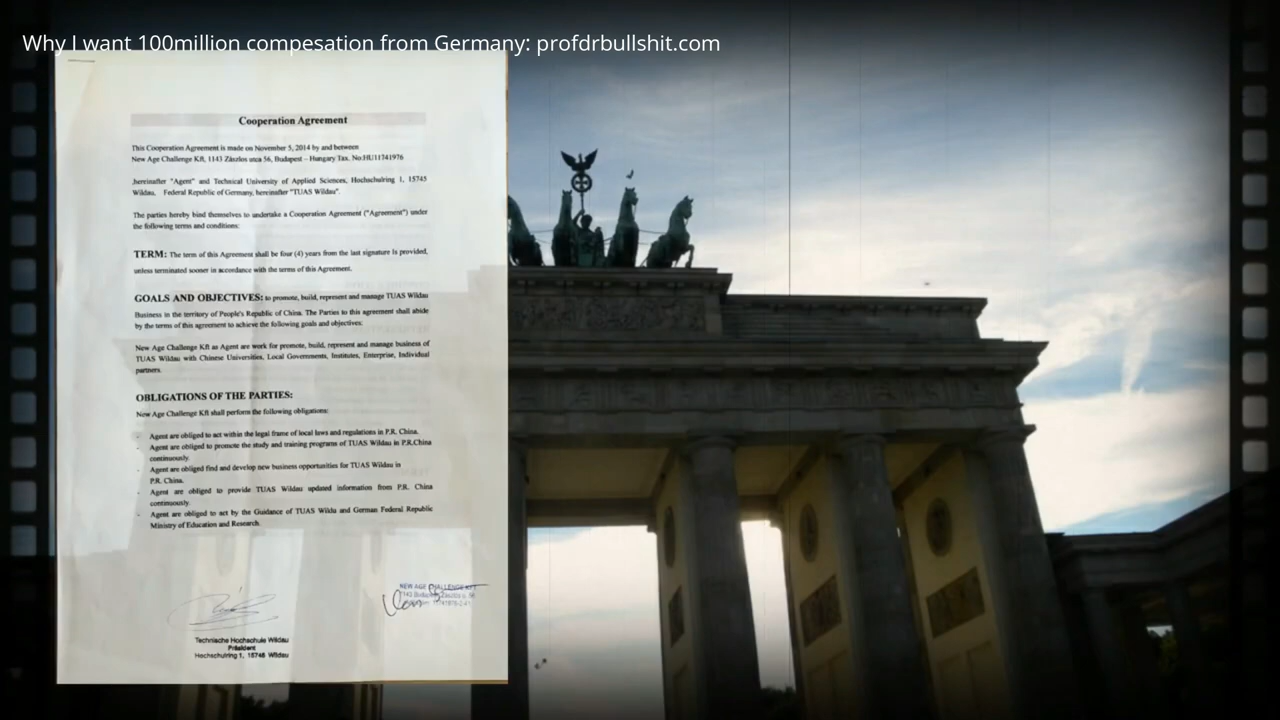 Why I want 100million compesation from Germany: profdrbullshit.com
Cooperation Agreement
This Cooperation Agreement is made on November 5, 2014 by and between
New Age Challenge Kft, 1143 Zászlos utca 56, Budapest – Hungary Tax. No:HU11741976
,hereinafter "Agent" and Technical University of Applied Sciences, Hochschulring 1, 15745
Wildau, Federal Republic of Germany, hereinafter "TUAS Wildau".
The parties hereby bind themselves to undertake a Cooperation Agreement ("Agreement") under
the following terms and conditions:
TERM: The term of this Agreement shall be four (4) years from the last signature is provided,
unless terminated sooner in accordance with the terms of this Agreement.
GOALS AND OBJECTIVES: to promote, build, represent and manage TUAS Wildau
Business in the territory of People's Republic of China. The Parties to this agreement shall abide
by the terms of this agreement to achieve the following goals and objectives:
New Age Challenge Kft as Agent are work for promote, build, represent and manage business of
TUAS Wildau with Chinese Universities, Local Governments, Institutes, Enterprise, Individual
partners.
OBLIGATIONS OF THE PARTIES:
New Age Challenge Kft shall perform the following obligations:
- Agent are obliged to act within the legal frame of local laws and regulations in P.R. China.
- Agent are obliged to promote the study and training programs of TUAS Wildau in P.R.China
continuously.
- Agent are obliged find and develop new business opportunities for TUAS Wildau in
P.R. China.
- Agent are obliged to provide TUAS Wildau updated information from P.R. China
continuously.
- Agent are obliged to act by the Guidance of TUAS Wildu and German Federal Republic
Ministry of Education and Research.
NEW AGE CHALLENGE KFT
1143 Budapest, Zászlos u. 56
Technische Hochschule Wildau
Präsident
Hochschulring 1, 15745 Wildau